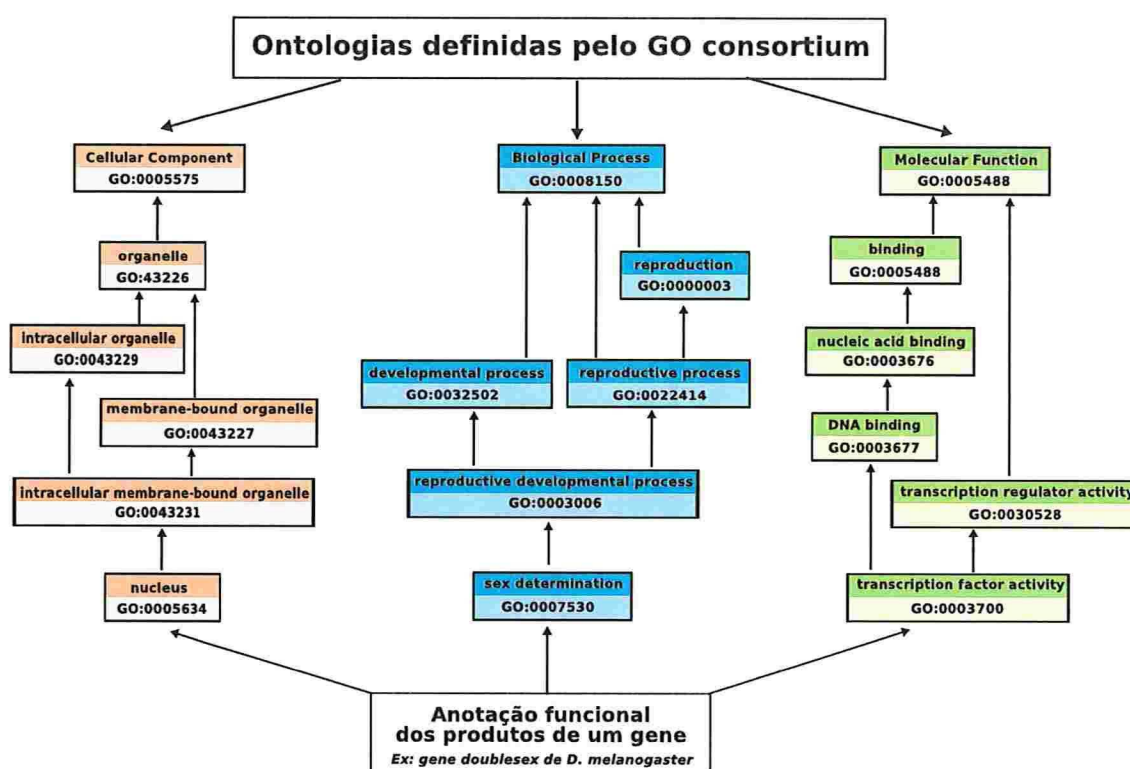 Ontologias definidas pelo GO consortium
Cellular Component
GO:0005575
organelle
GO:43226
intracellular organelle
GO:0043229
membrane-bound organelle
GO:0043227
intracellular membrane-bound organelle
GO:0043231
nucleus
GO:0005634
Biological Process
GO:0008150
reproduction
GO:0000003
developmental process
GO:0032502
reproductive process
GO:0022414
reproductive developmental process
GO:0003006
sex determination
GO:0007530
Molecular Function
GO:0005488
binding
GO:0005488
nucleic acid binding
GO:0003676
DNA binding
GO:0003677
transcription regulator activity
GO:0030528
transcription factor activity
GO:0003700
Anotação funcional
dos produtos de um gene
Ex: gene doublesex de D. melanogaster